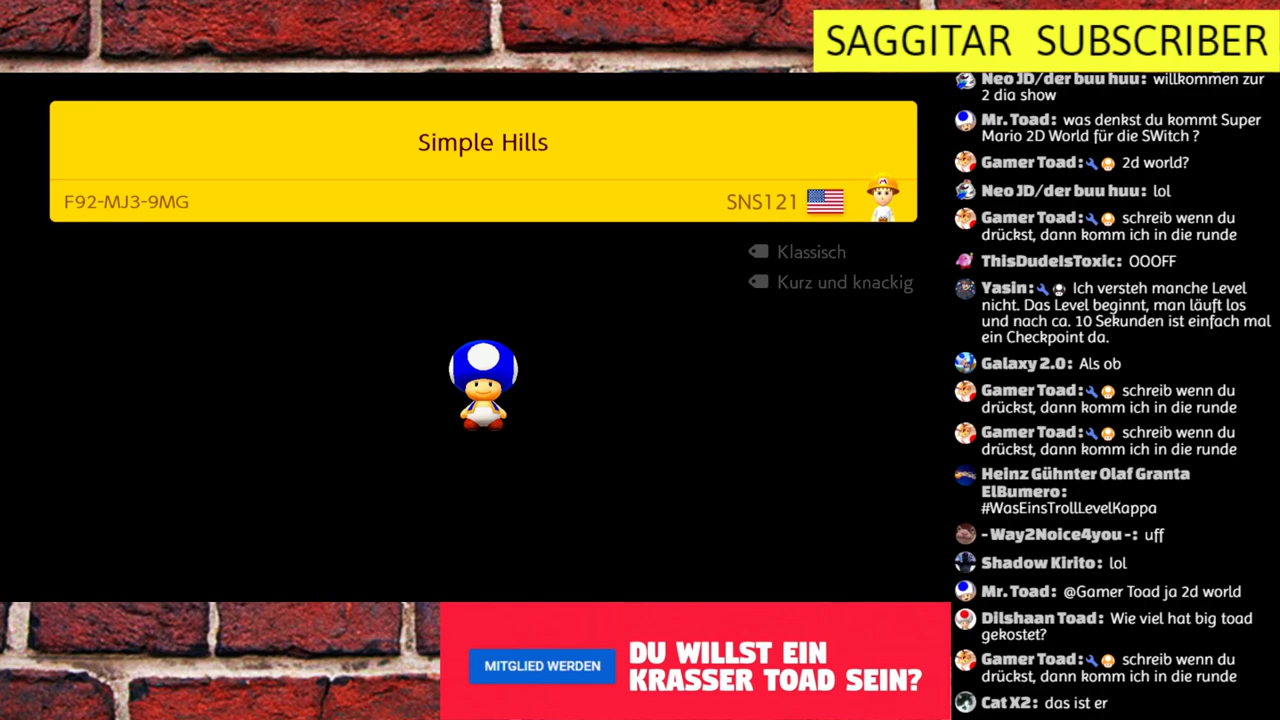 SAGGITAR SUBSCRIBER
Simple Hills
F92-MJ3-9MG
SNS121
Klassisch
Kurz und knackig
MITGLIED WERDEN
DU WILLST EIN
KRASSER TOAD SEIN?
Neo JD/der buu huu: willkommen zur
2 dia show
Mr. Toad: was denkst du kommt Super
Mario 2D World für die SWitch ?
Gamer Toad: 2d world?
Neo JD/der buu huu: lol
Gamer Toad: schreib wenn du
drückst, dann komm ich in die runde
ThisDudeIsToxic: OOOFF
Yasin: Ich versteh manche Level
nicht. Das Level beginnt, man läuft los
und nach ca. 10 Sekunden ist einfach mal
ein Checkpoint da.
Galaxy 2.0: Als ob
Gamer Toad: schreib wenn du
drückst, dann komm ich in die runde
Gamer Toad: schreib wenn du
drückst, dann komm ich in die runde
Heinz Gühnter Olaf Granta
ElBumero:
#WasEinsTrollLevelKappa
-Way2Noice4you-: uff
Shadow Kirito: lol
Mr. Toad: @Gamer Toad ja 2d world
Dilshaan Toad: Wie viel hat big toad
gekostet?
Gamer Toad: schreib wenn du
drückst, dann komm ich in die runde
Cat X2: das ist er